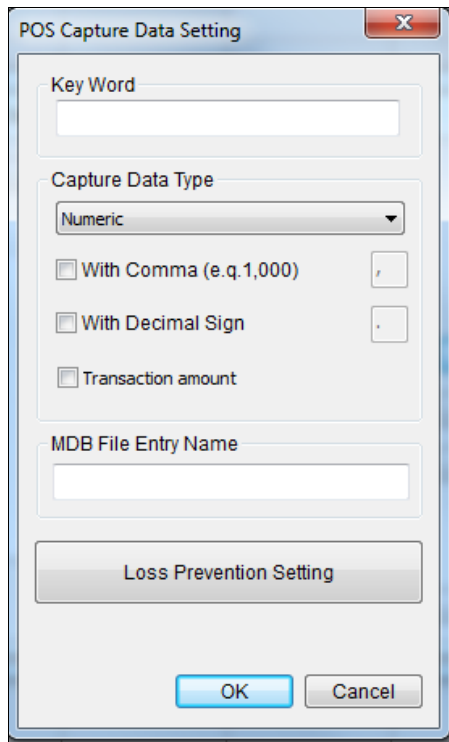 POS Capture Data Setting
Key Word
Capture Data Type
Numeric
With Comma (e.q.1,000) ,
With Decimal Sign .
Transaction amount
MDB File Entry Name
Loss Prevention Setting
OK Cancel